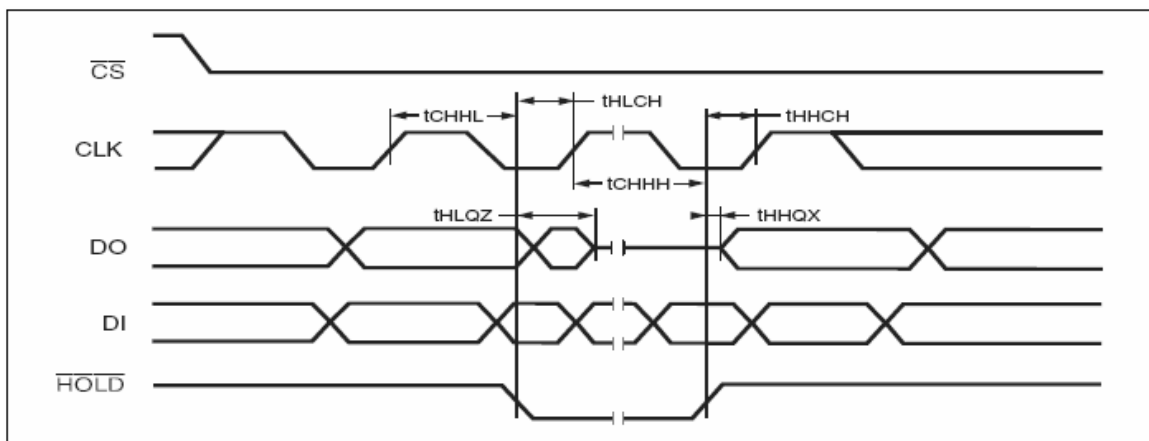 CS
tHLCH
tCHHL
tHHCH
CLK
tCHHH
tHLQZ
tHHQX
DO
DI
HOLD